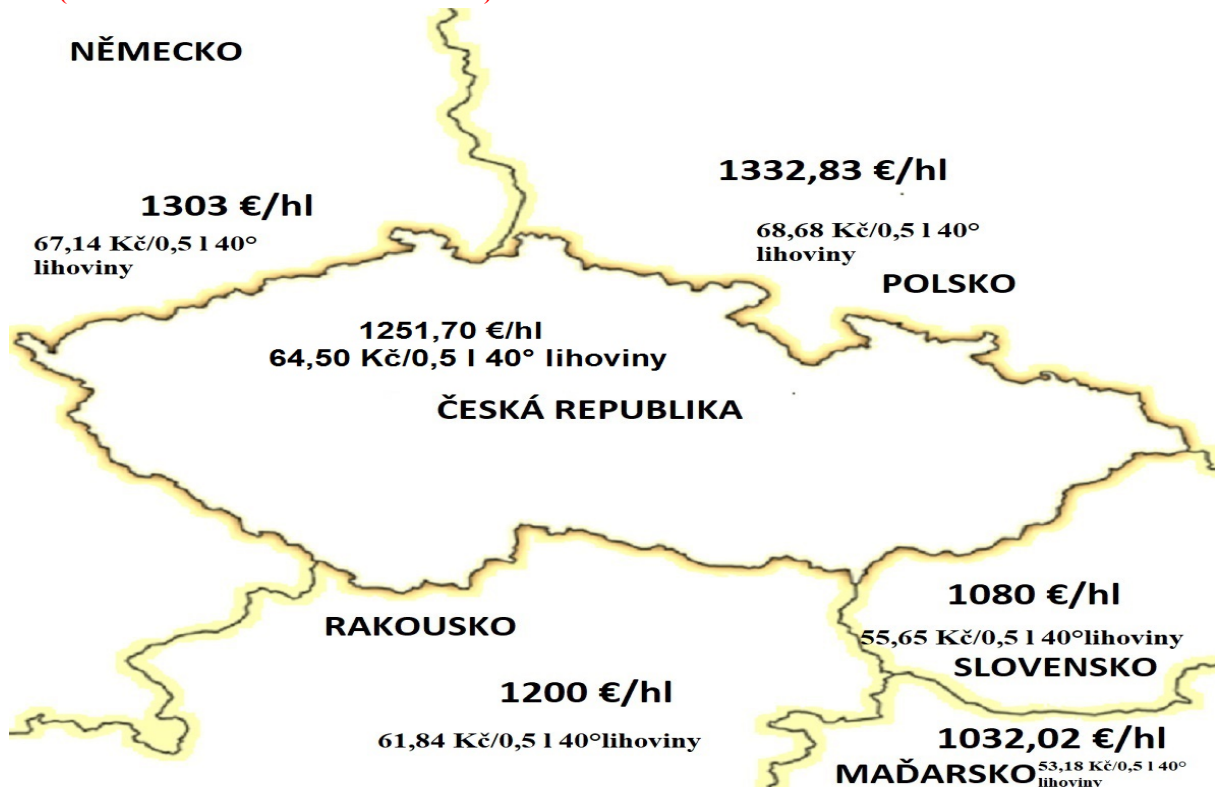 NĚMECKO
1332,83 €/hl
1303 €/hl
67,14 Kč/0,5 l 40°
lihoviny
68,68 Kč/0,5 l 40°
lihoviny
POLSKO
1251,70 €/hl
64,50 Kč/0,5 l 40° lihoviny
ČESKÁ REPUBLIKA
1080 €/hl
55,65 Kč/0,5 l 40°lihoviny
SLOVENSKO
RAKOUSKO
1200 €/hl
61,84 Kč/0,5 l 40°lihoviny
1032,02 €/hl
MAĎARSKO
53,18 Kč/0,5 l 40°
lihoviny